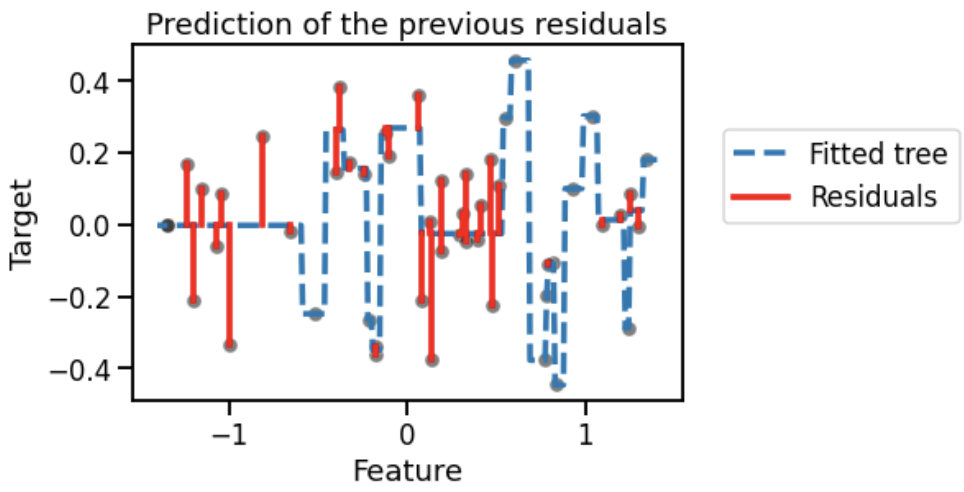 Prediction of the previous residuals
0.4
0.2
0.0
−0.2
−0.4
Target
−1
0
1
Feature
Fitted tree
Residuals